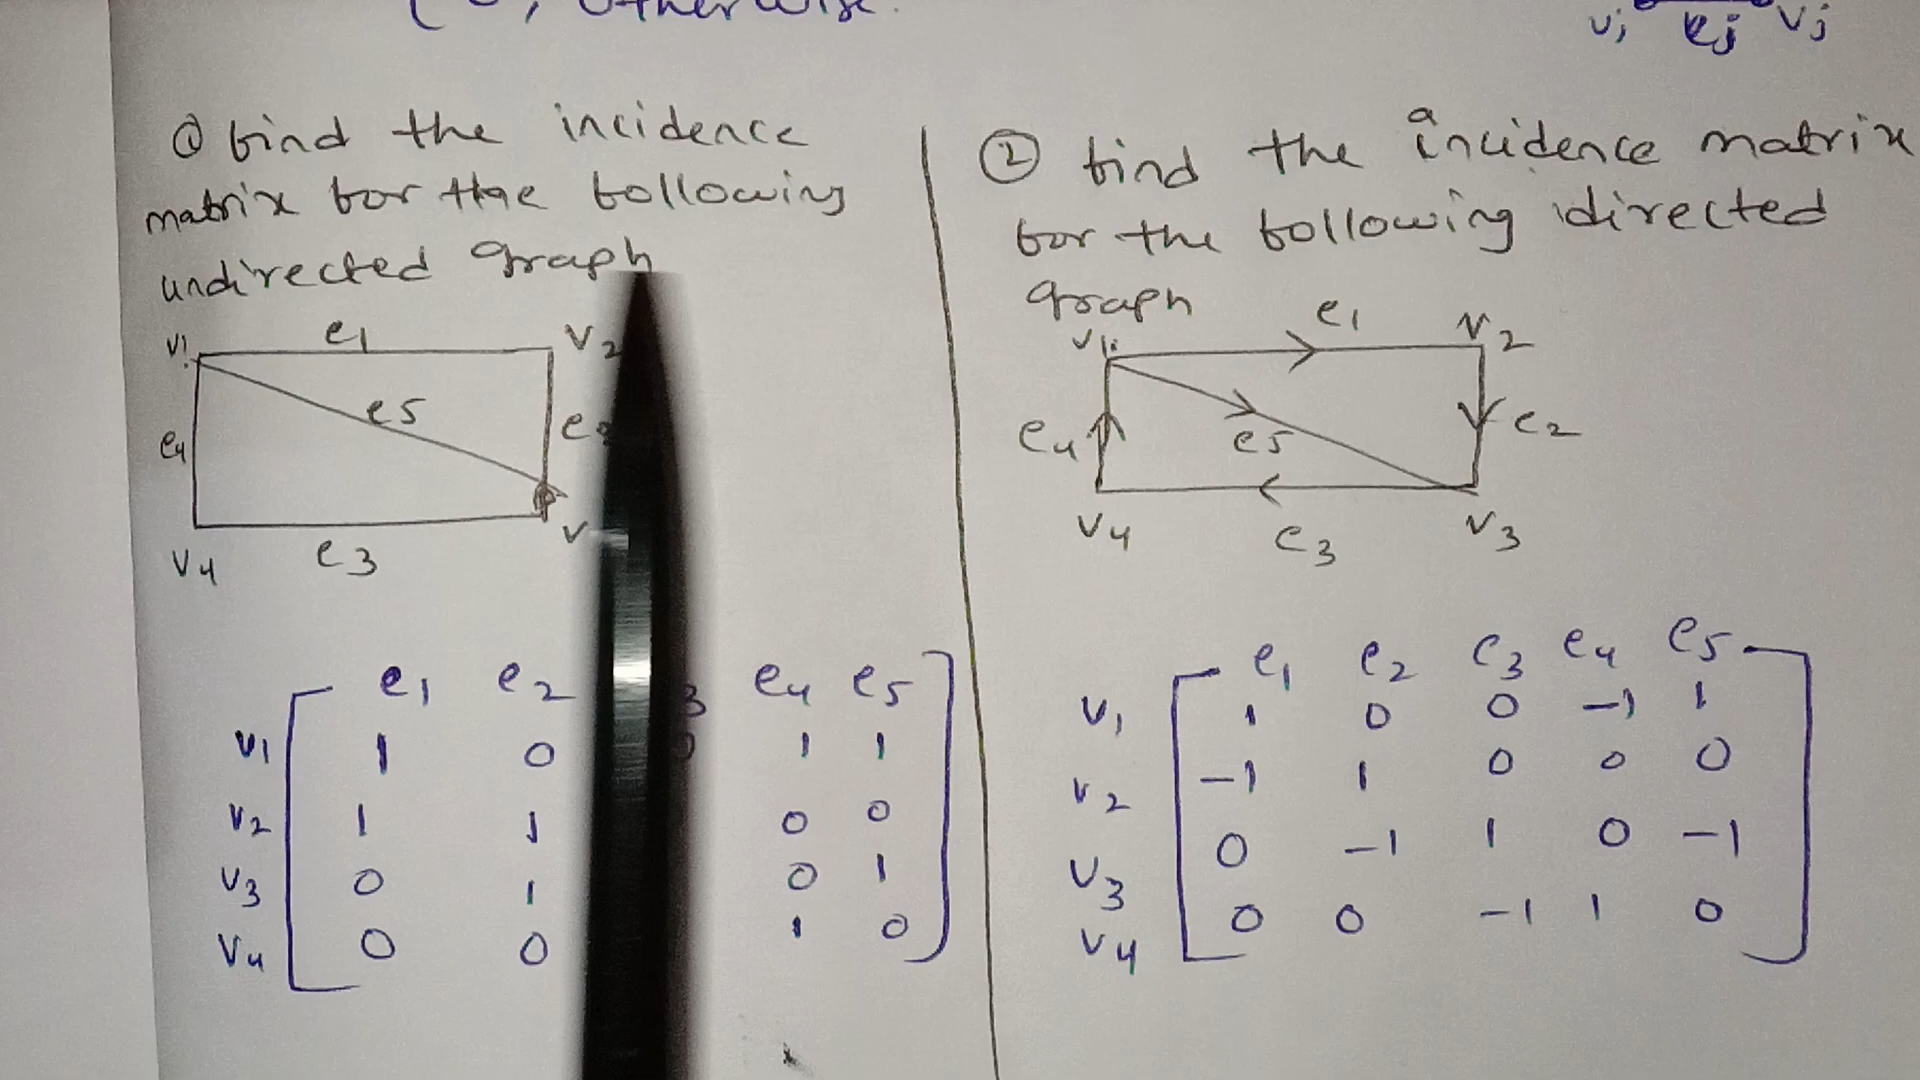 0, otherwise.
vi ej vj
① find the incidence
matrix for the following
undirected graph
v1 e1 v2
e5
e4
v4 e3
e1 e2 3 e4 e5
v1 1 0 1 1
v2 1 1 0 0
v3 0 1 0 1
v4 0 0 1 0
② find the incidence matrix
for the following directed
graph
v1 e1 v2
e4 e5 e2
v4 e3 v3
e1 e2 e3 e4 e5
v1 1 0 0 -1 1
v2 -1 1 0 0 0
v3 0 -1 1 0 -1
v4 0 0 -1 1 0